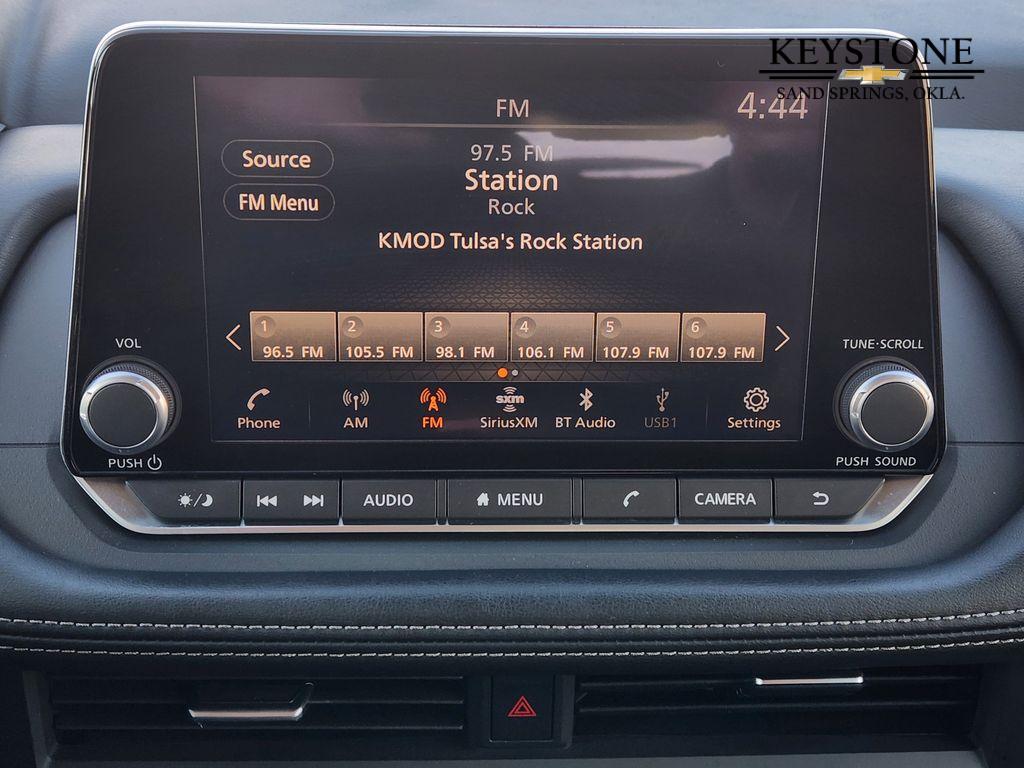 KEYSTONE
SAND SPRINGS, OKLA.
FM
4:44
Source
97.5 FM
Station
FM Menu
Rock
KMOD Tulsa's Rock Station
1 2 3 4 5 6
96.5 FM 105.5 FM 98.1 FM 106.1 FM 107.9 FM 107.9 FM
VOL
TUNE·SCROLL
sxm
Phone AM FM SiriusXM BT Audio USB1 Settings
PUSH
PUSH SOUND
AUDIO MENU CAMERA